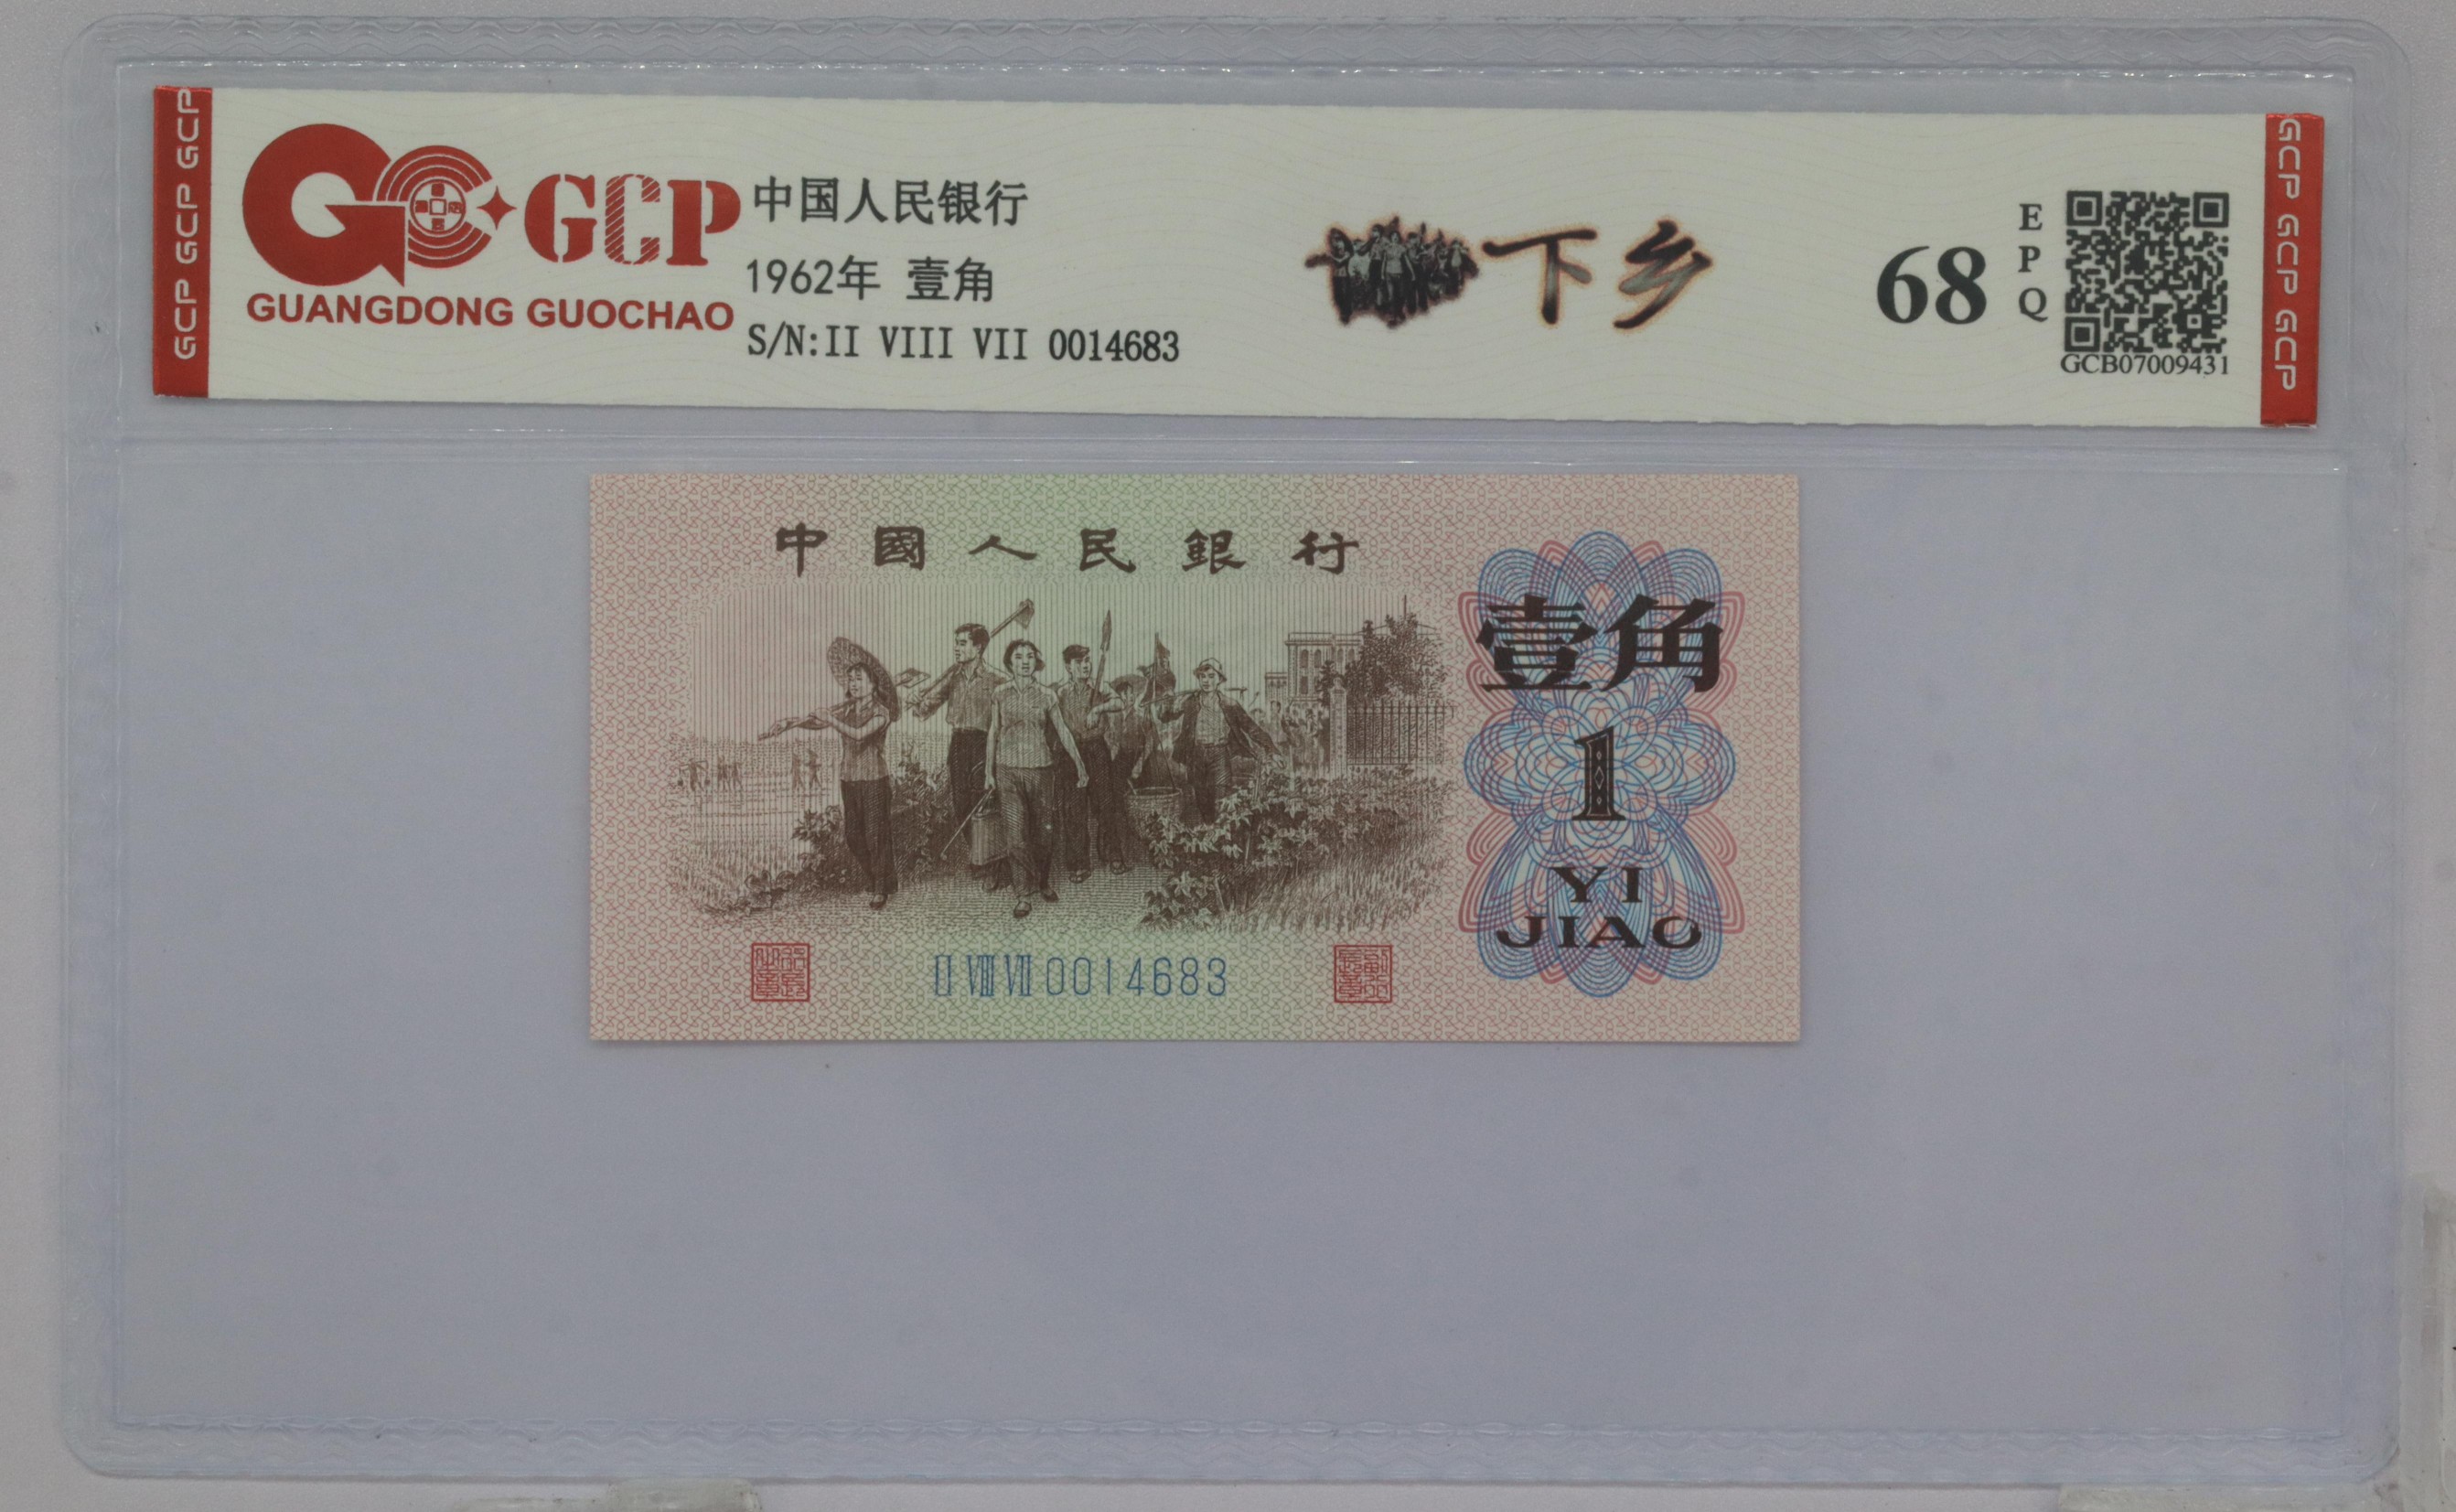 GCP GCP GCP
GCP
GUANGDONG GUOCHAO
中国人民银行
1962年 壹角
S/N:II VIII VII 0014683
下乡
68
EPQ
GCB07009431
GCP GCP GCP
中國人民銀行
壹角
1
YI
JIAO
II VIII VII 0014683